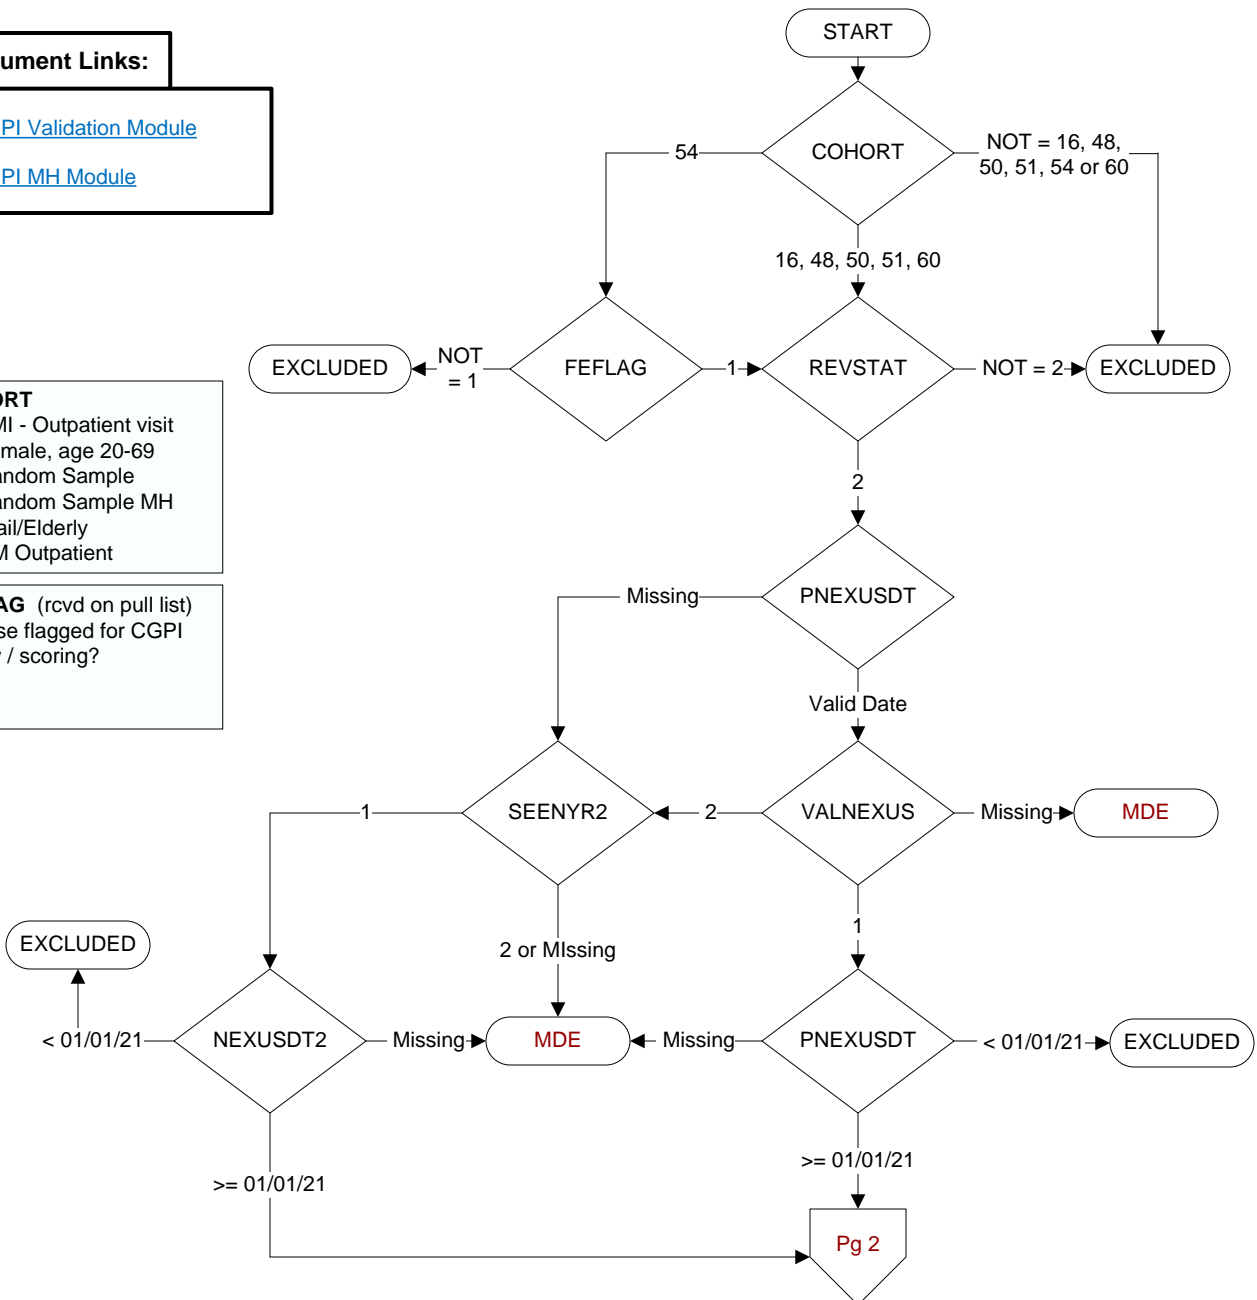 START
ument Links:
PI Validation Module
PI MH Module
COHORT
54
NOT = 16, 48,
50, 51, 54 or 60
16, 48, 50, 51, 60
EXCLUDED
NOT
= 1
FEFLAG
1
REVSTAT
NOT = 2
EXCLUDED
ORT
MI - Outpatient visit
male, age 20-69
andom Sample
andom Sample MH
ail/Elderly
M Outpatient
2
PNEXUSDT
Missing
AG (rcvd on pull list)
se flagged for CGPI
/ scoring?
Valid Date
1
SEENYR2
2
VALNEXUS
Missing
MDE
EXCLUDED
2 or MIssing
1
< 01/01/21
NEXUSDT2
Missing
MDE
Missing
PNEXUSDT
< 01/01/21
EXCLUDED
>= 01/01/21
>= 01/01/21
Pg 2